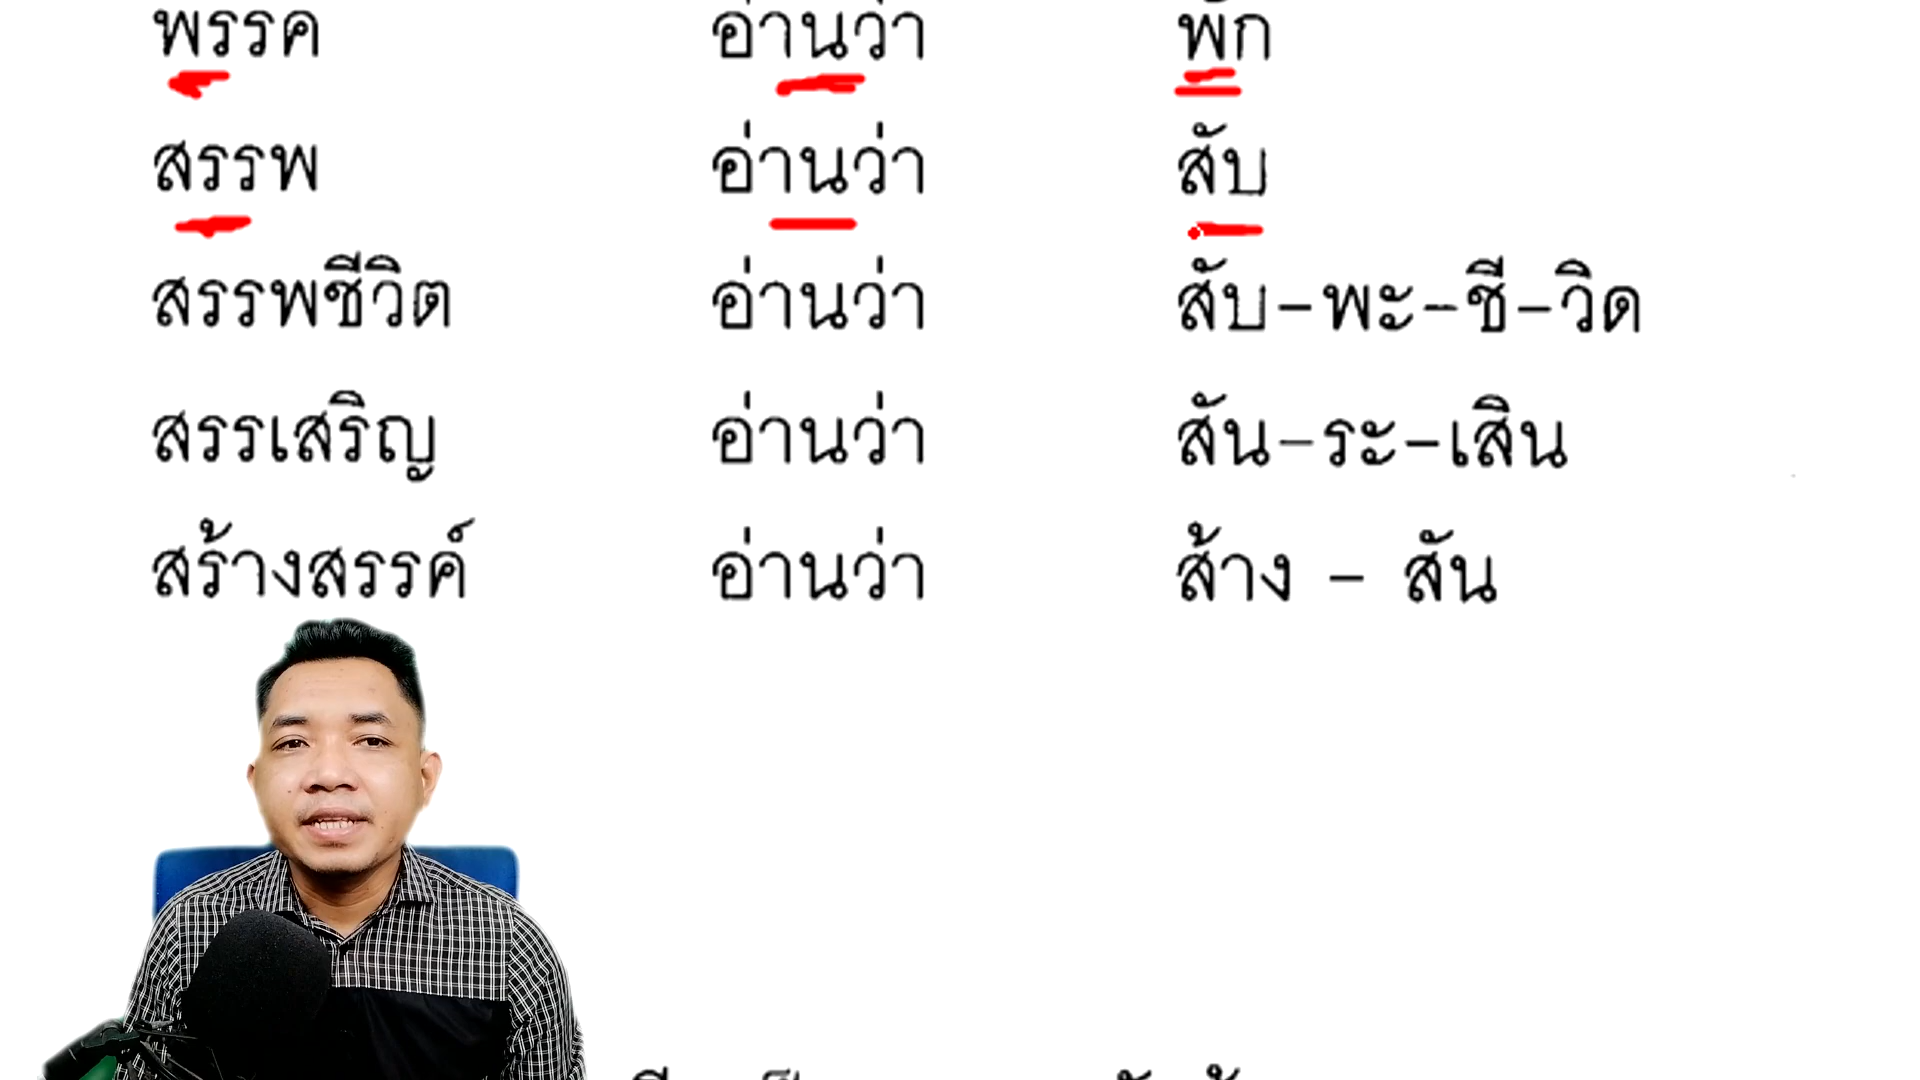 พรรค อ่านว่า พัก
สรรพ อ่านว่า สับ
สรรพชีวิต อ่านว่า สับ-พะ-ชี-วิด
สรรเสริญ อ่านว่า สัน-ระ-เสิน
สร้างสรรค์ อ่านว่า ส้าง - สัน